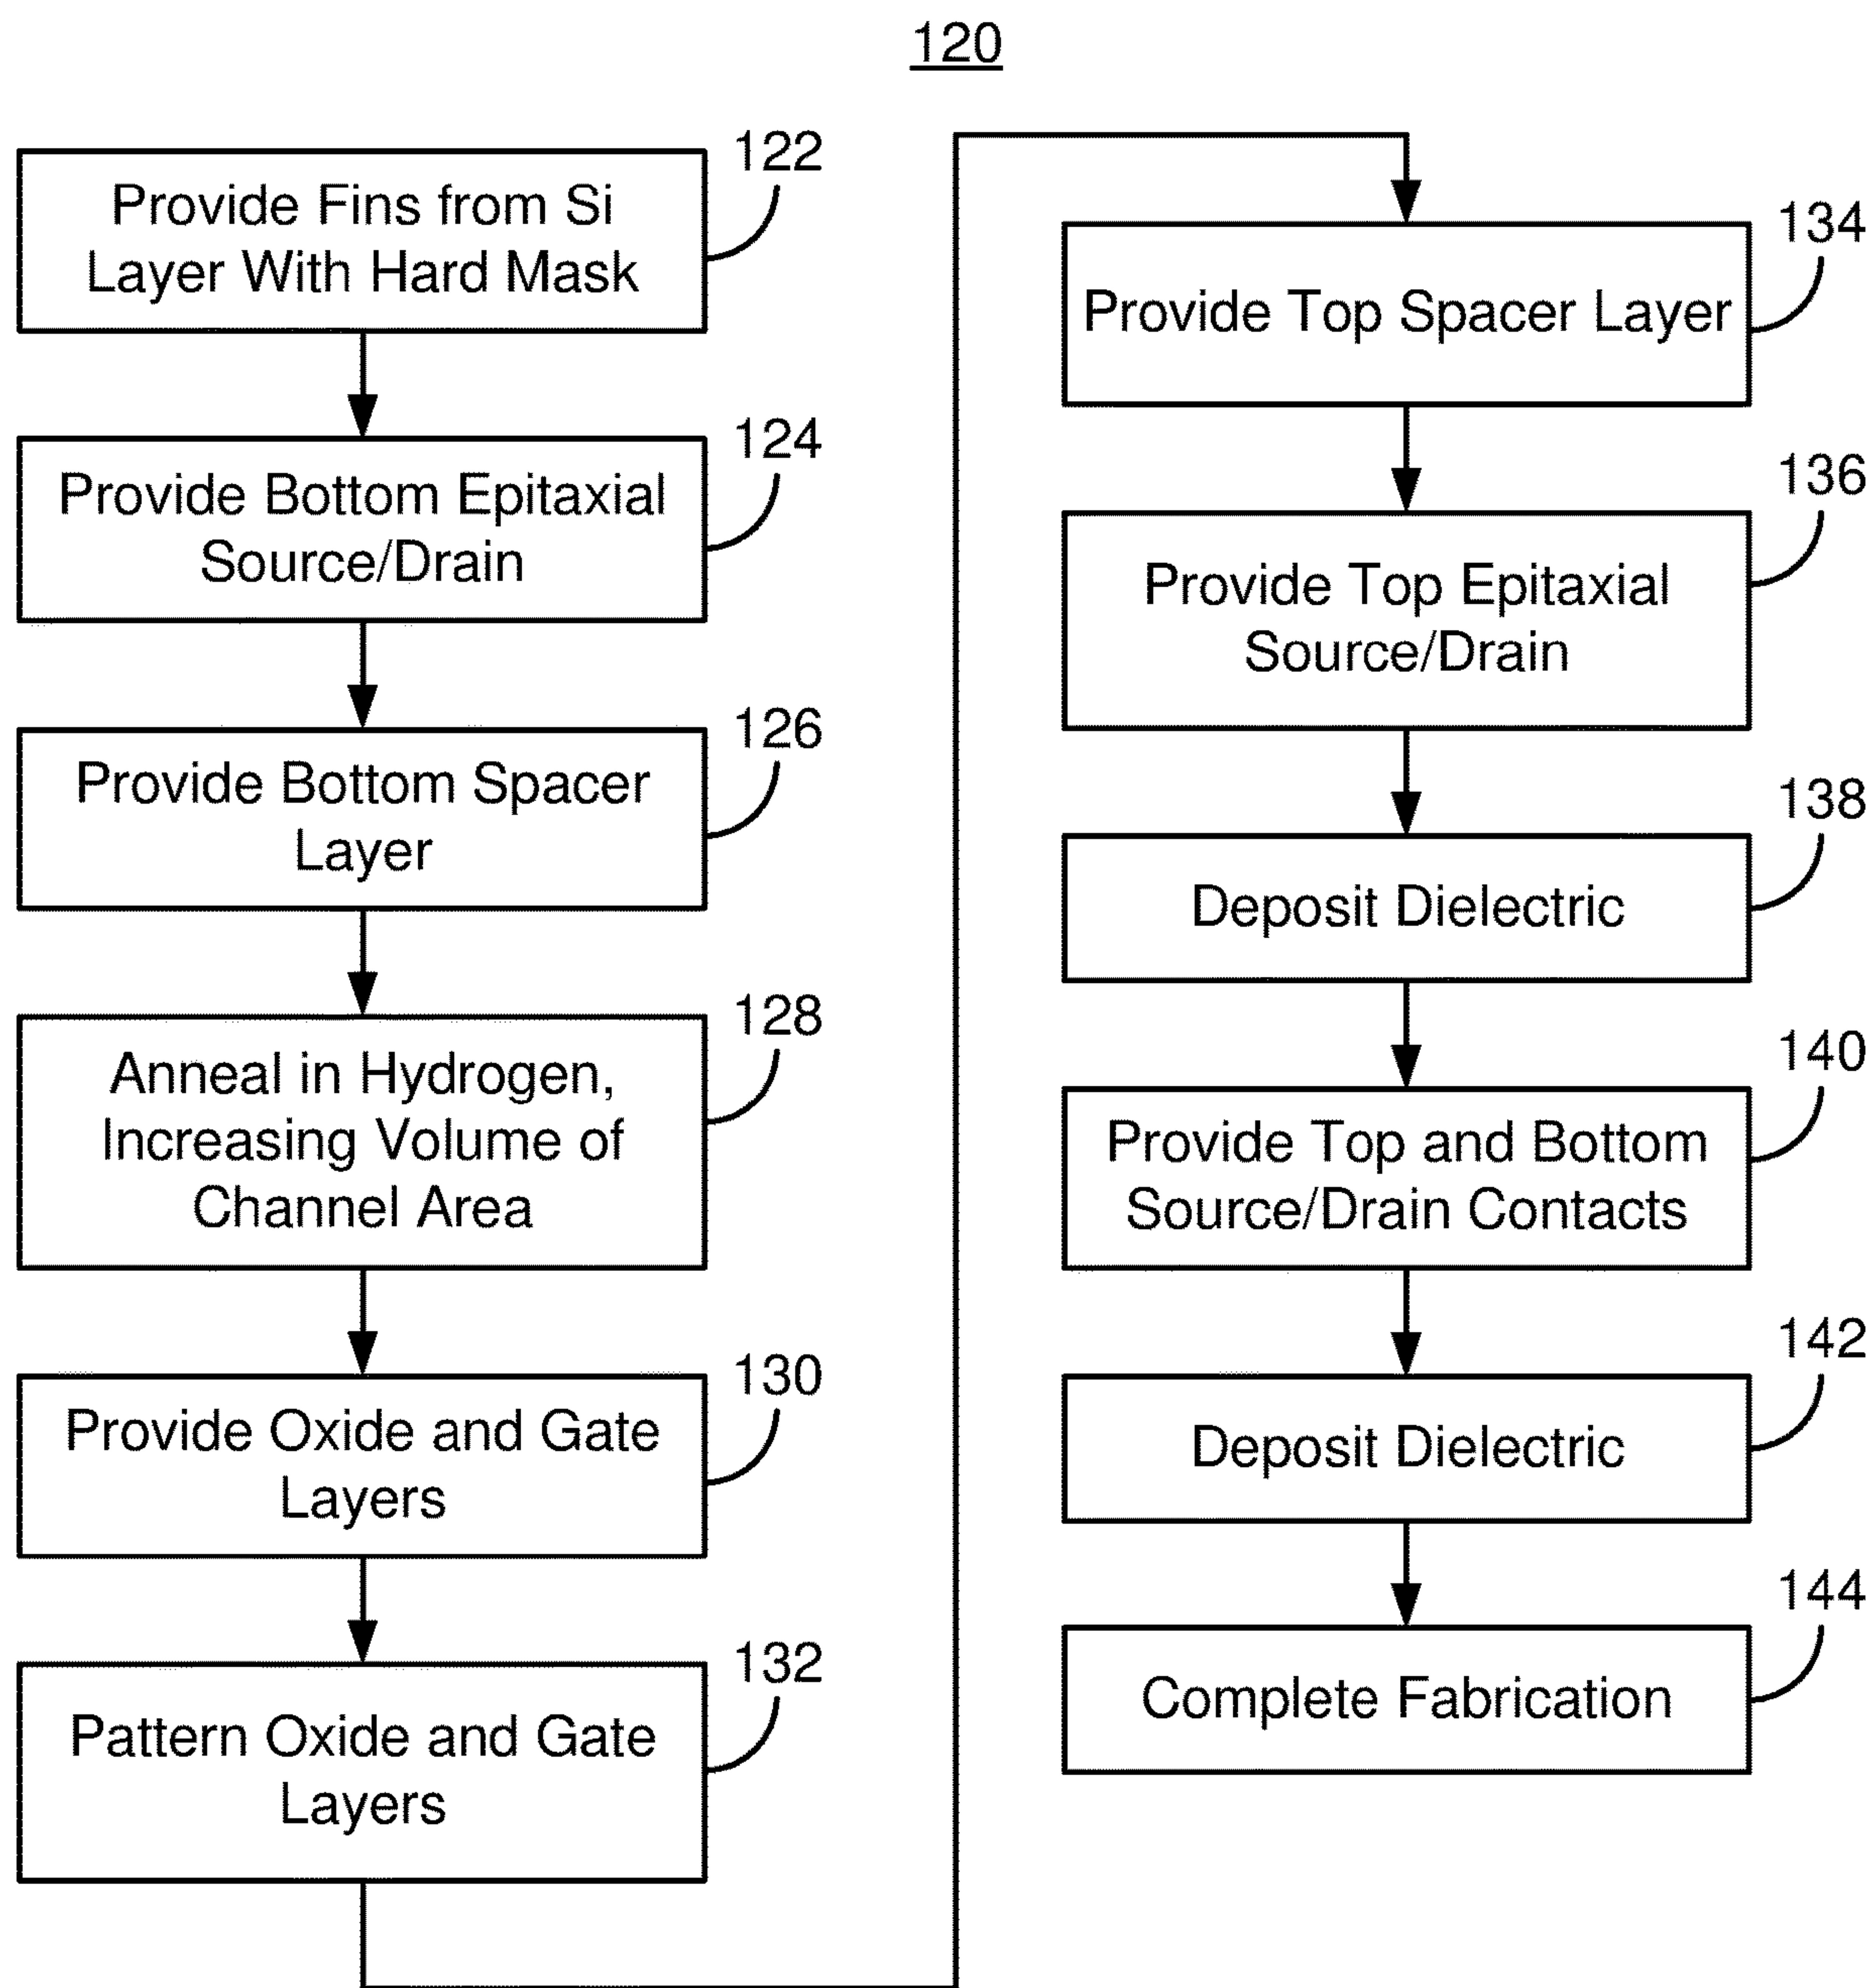 120
122
Provide Fins from Si
Layer With Hard Mask
124
Provide Bottom Epitaxial
Source/Drain
126
Provide Bottom Spacer
Layer
128
Anneal in Hydrogen,
Increasing Volume of
Channel Area
130
Provide Oxide and Gate
Layers
132
Pattern Oxide and Gate
Layers
134
Provide Top Spacer Layer
136
Provide Top Epitaxial
Source/Drain
138
Deposit Dielectric
140
Provide Top and Bottom
Source/Drain Contacts
142
Deposit Dielectric
144
Complete Fabrication